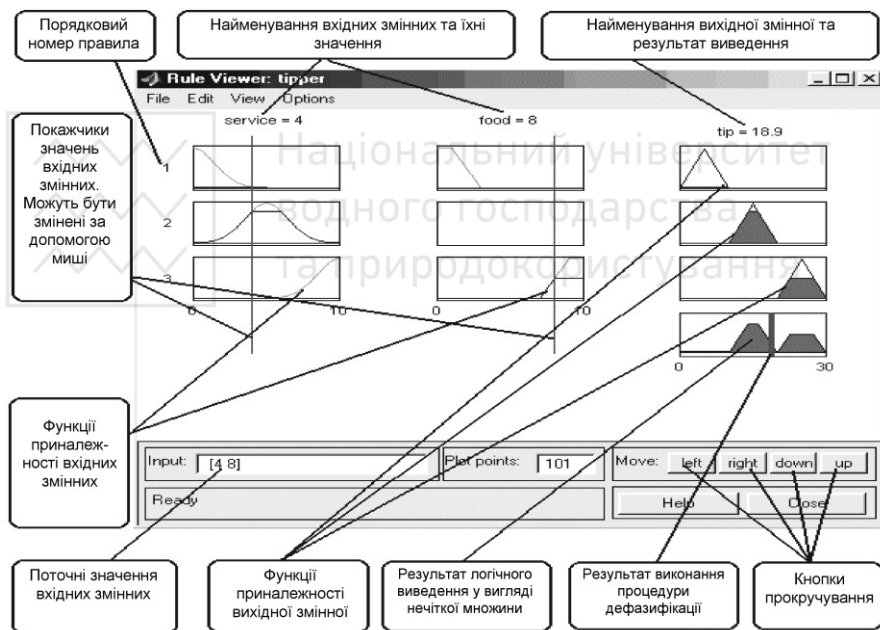 Порядковий
номер правила
Найменування вхідних змінних та їхні
значення
Найменування вихідної змінної та
результат виведення
Rule Viewer: tipper
File Edit View Options
service = 4
food = 8
tip = 18.9
Покажчики
значень
вхідних
змінних.
Можуть бути
змінені за
допомогою
миші
Національний університет
водного господарства
та природокористування
1
2
3
0
10
0
10
0
30
Функції
приналеж-
ності вхідних
змінних
Input: [4 8]
Plot points: 101
Move: left right down up
Ready
Help
Close
Поточні значення
вхідних змінних
Функції
приналежності
вихідної змінної
Результат логічного
виведення у вигляді
нечіткої множини
Результат виконання
процедури
дефазифікації
Кнопки
прокручування